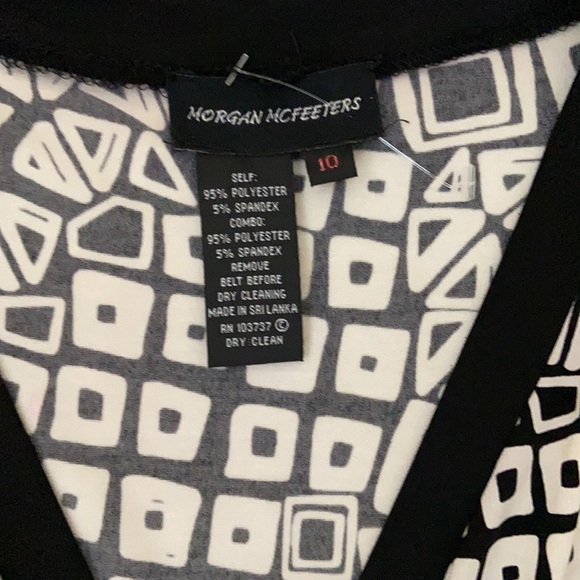 MORGAN MCFEETERS
10
SELF:
95% POLYESTER
5% SPANDEX
COMBO:
95% POLYESTER
5% SPANDEX
REMOVE
BELT BEFORE
DRY CLEANING
MADE IN SRI LANKA
RN 103737 Ⓒ
DRY CLEAN